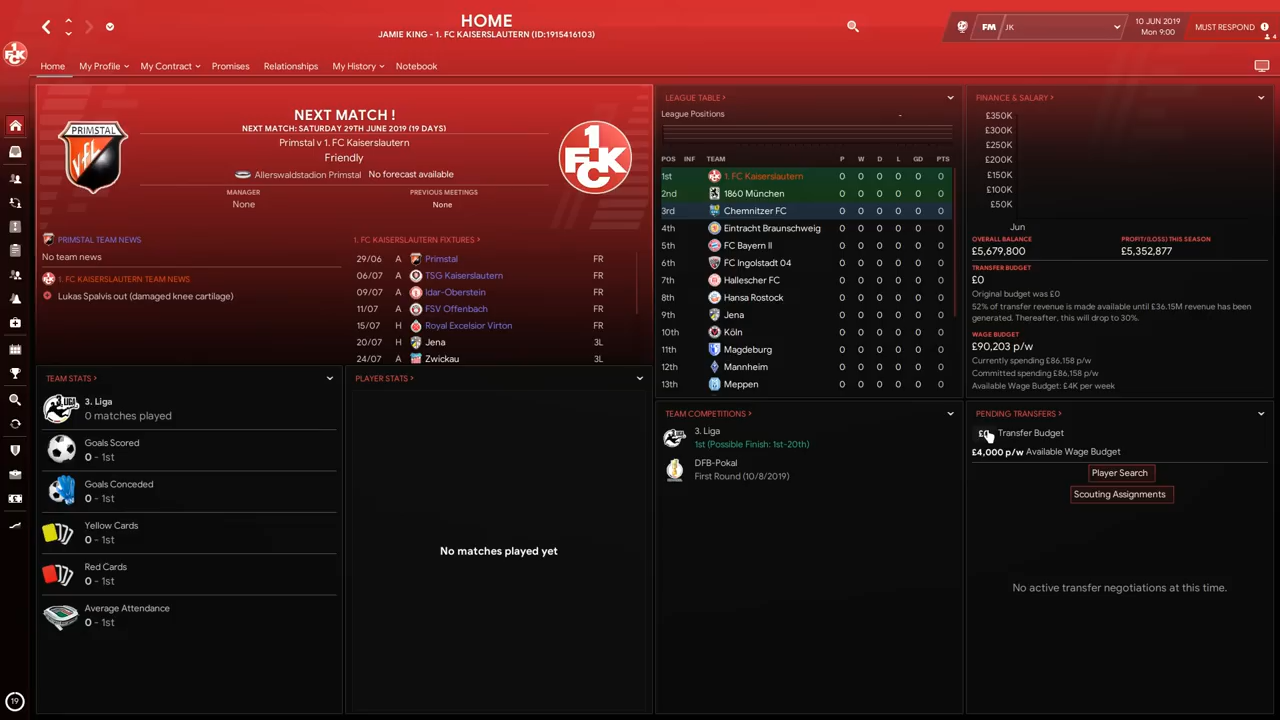 HOME
JAMIE KING - 1. FC KAISERSLAUTERN (ID:1915416103)
FM
JK
10 JUN 2019
Mon 9:00
MUST RESPOND
4
Home
My Profile
My Contract
Promises
Relationships
My History
Notebook
NEXT MATCH !
NEXT MATCH: SATURDAY 29TH JUNE 2019 (19 DAYS)
Primstal v 1. FC Kaiserslautern
Friendly
Allerswaldstadion Primstal No forecast available
MANAGER
None
PREVIOUS MEETINGS
None
PRIMSTAL
VFL
1
FCK
PRIMSTAL TEAM NEWS
No team news
1. FC KAISERSLAUTERN TEAM NEWS
Lukas Spalvis out (damaged knee cartilage)
1. FC KAISERSLAUTERN FIXTURES >
29/06 A Primstal FR
06/07 A TSG Kaiserslautern FR
09/07 A Idar-Oberstein FR
11/07 A FSV Offenbach FR
15/07 H Royal Excelsior Virton FR
20/07 H Jena 3L
24/07 A Zwickau 3L
LEAGUE TABLE >
League Positions -
POS INF TEAM P W D L GD PTS
1st 1. FC Kaiserslautern 0 0 0 0 0 0
2nd 1860 München 0 0 0 0 0 0
3rd Chemnitzer FC 0 0 0 0 0 0
4th Eintracht Braunschweig 0 0 0 0 0 0
5th FC Bayern II 0 0 0 0 0 0
6th FC Ingolstadt 04 0 0 0 0 0 0
7th Hallescher FC 0 0 0 0 0 0
8th Hansa Rostock 0 0 0 0 0 0
9th Jena 0 0 0 0 0 0
10th Köln 0 0 0 0 0 0
11th Magdeburg 0 0 0 0 0 0
12th Mannheim 0 0 0 0 0 0
13th Meppen 0 0 0 0 0 0
FINANCE & SALARY >
£350K
£300K
£250K
£200K
£150K
£100K
£50K
Jun
OVERALL BALANCE
£5,679,800
PROFIT/(LOSS) THIS SEASON
£5,352,877
TRANSFER BUDGET
£0
Original budget was £0
52% of transfer revenue is made available until £36.15M revenue has been
generated. Thereafter, this will drop to 30%.
WAGE BUDGET
£90,203 p/w
Currently spending £86,158 p/w
Committed spending £86,158 p/w
Available Wage Budget: £4K per week
TEAM STATS >
3. Liga
0 matches played
Goals Scored
0 - 1st
Goals Conceded
0 - 1st
Yellow Cards
0 - 1st
Red Cards
0 - 1st
Average Attendance
0 - 1st
PLAYER STATS >
No matches played yet
TEAM COMPETITIONS >
3. Liga
1st (Possible Finish: 1st-20th)
DFB-Pokal
First Round (10/8/2019)
PENDING TRANSFERS >
£0 Transfer Budget
£4,000 p/w Available Wage Budget
Player Search
Scouting Assignments
No active transfer negotiations at this time.
19